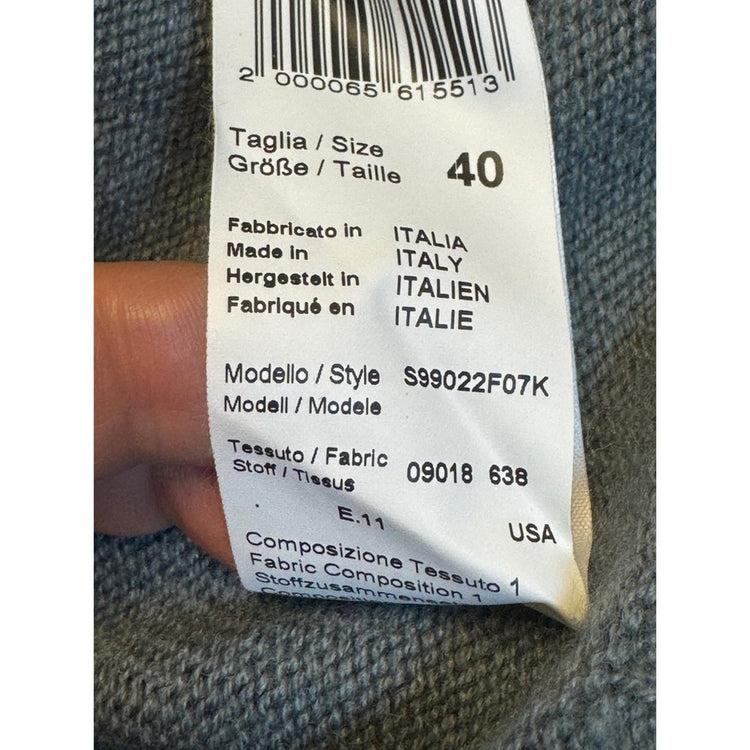 2 000065 615513
Taglia / Size
Größe / Taille 40
Fabbricato in ITALIA
Made in ITALY
Hergestelt in ITALIEN
Fabriqué en ITALIE
Modello / Style S99022F07K
Modell / Modele
Tessuto / Fabric 09018 638
Stoff / Tissus
E.11 USA
Composizione Tessuto 1
Fabric Composition 1